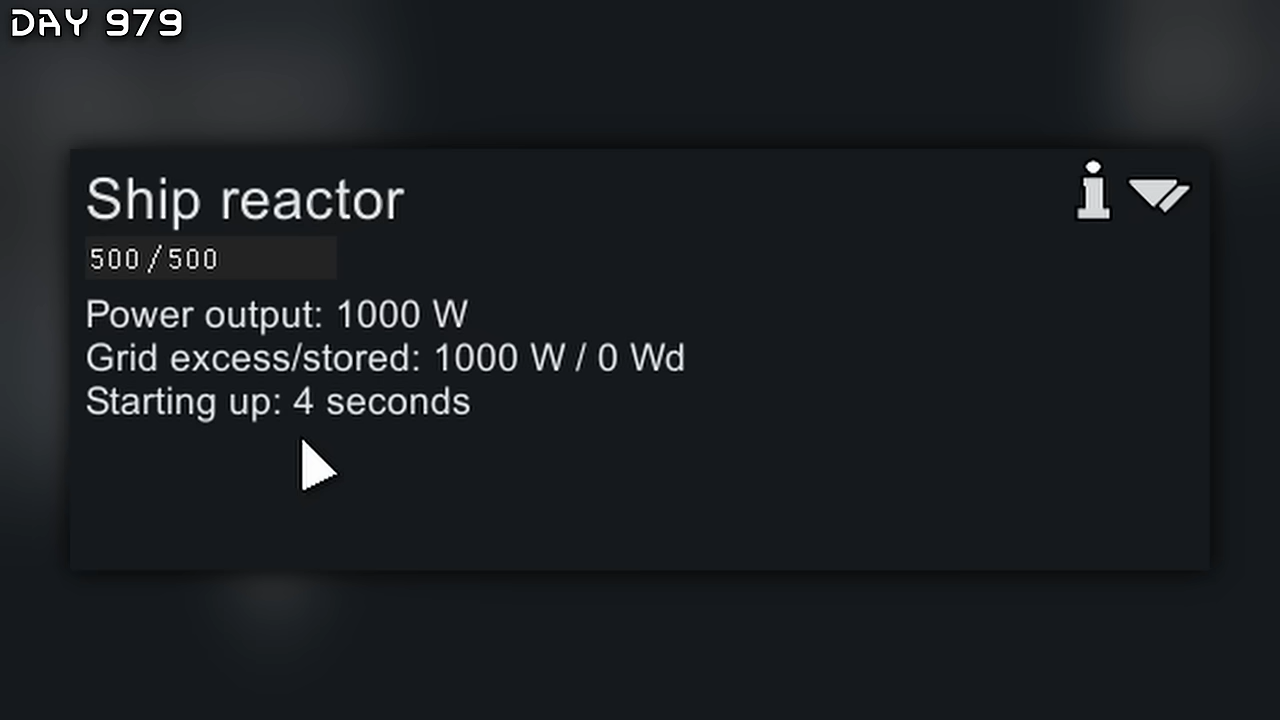 DAY 979
Ship reactor
500 / 500
Power output: 1000 W
Grid excess/stored: 1000 W / 0 Wd
Starting up: 4 seconds